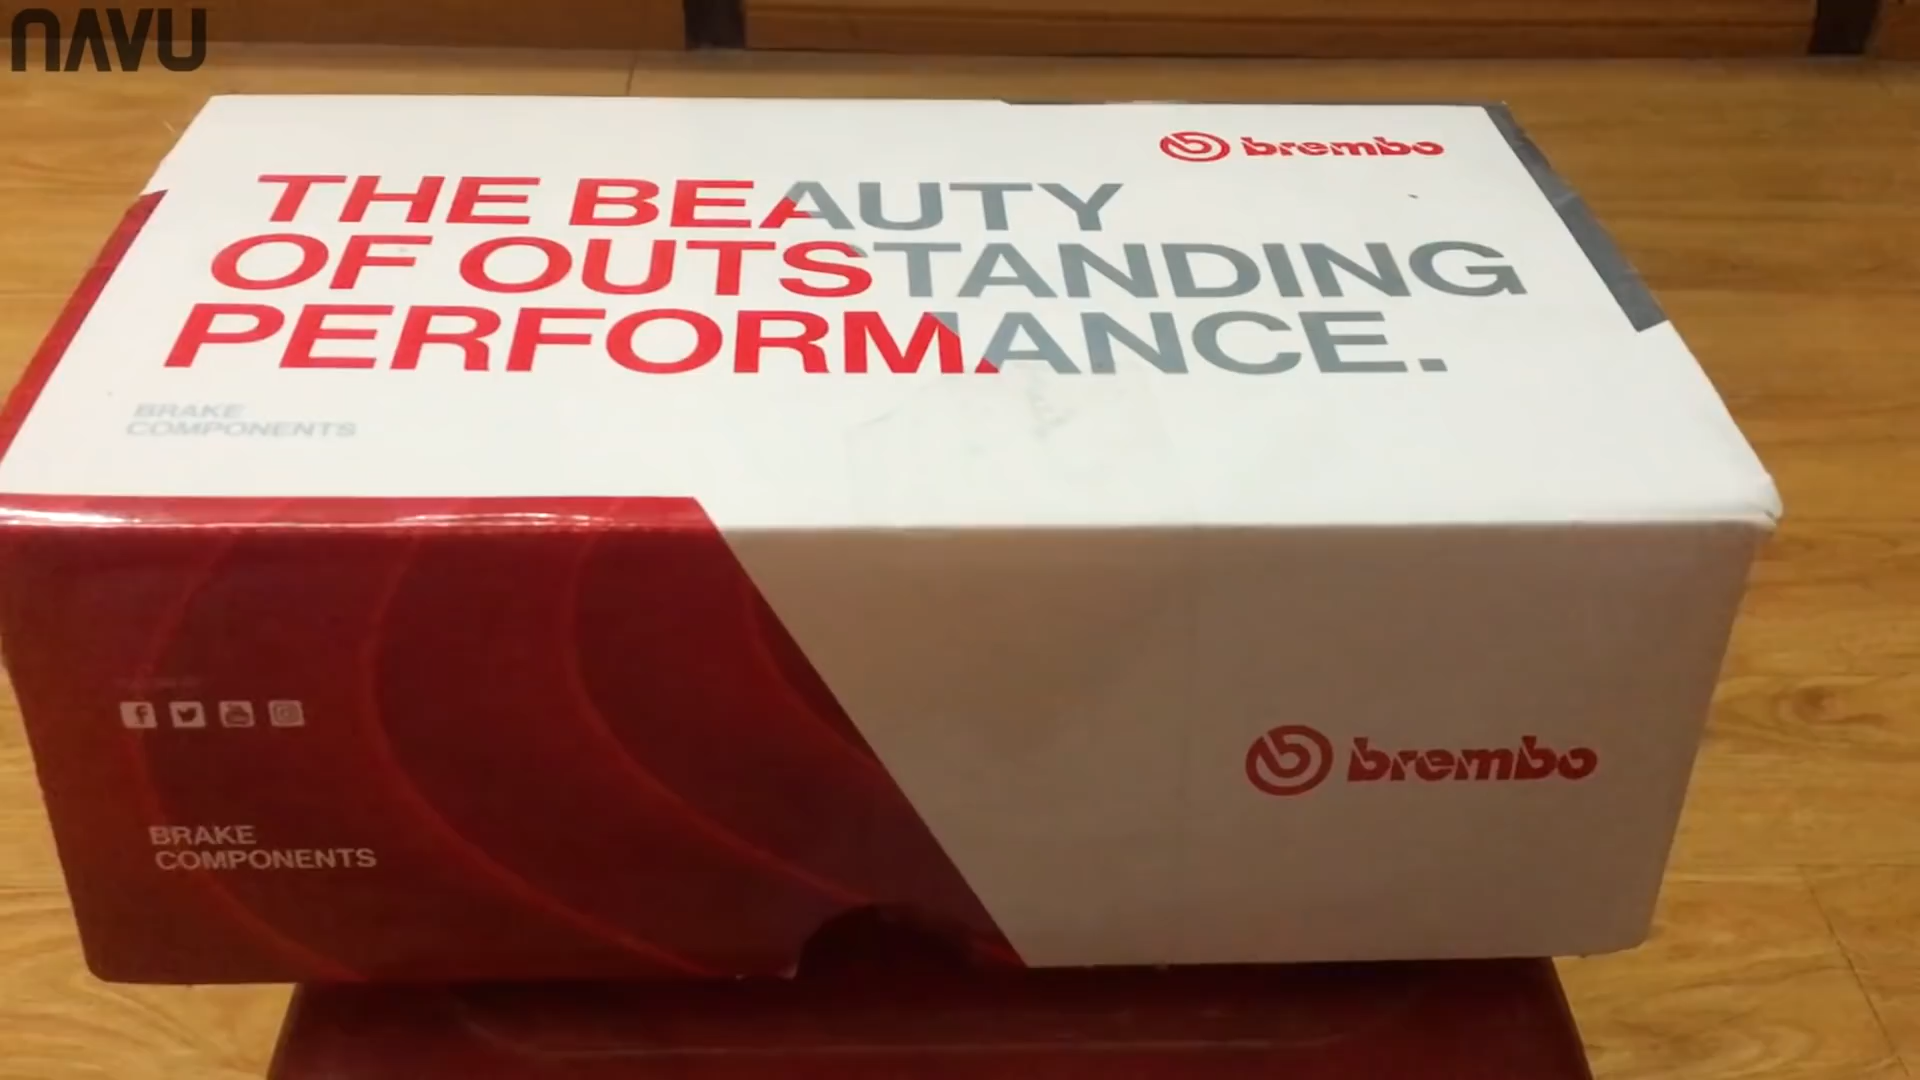 NAVU
brembo
THE BEAUTY
OF OUTSTANDING
PERFORMANCE.
BRAKE
COMPONENTS
BRAKE
COMPONENTS
brembo